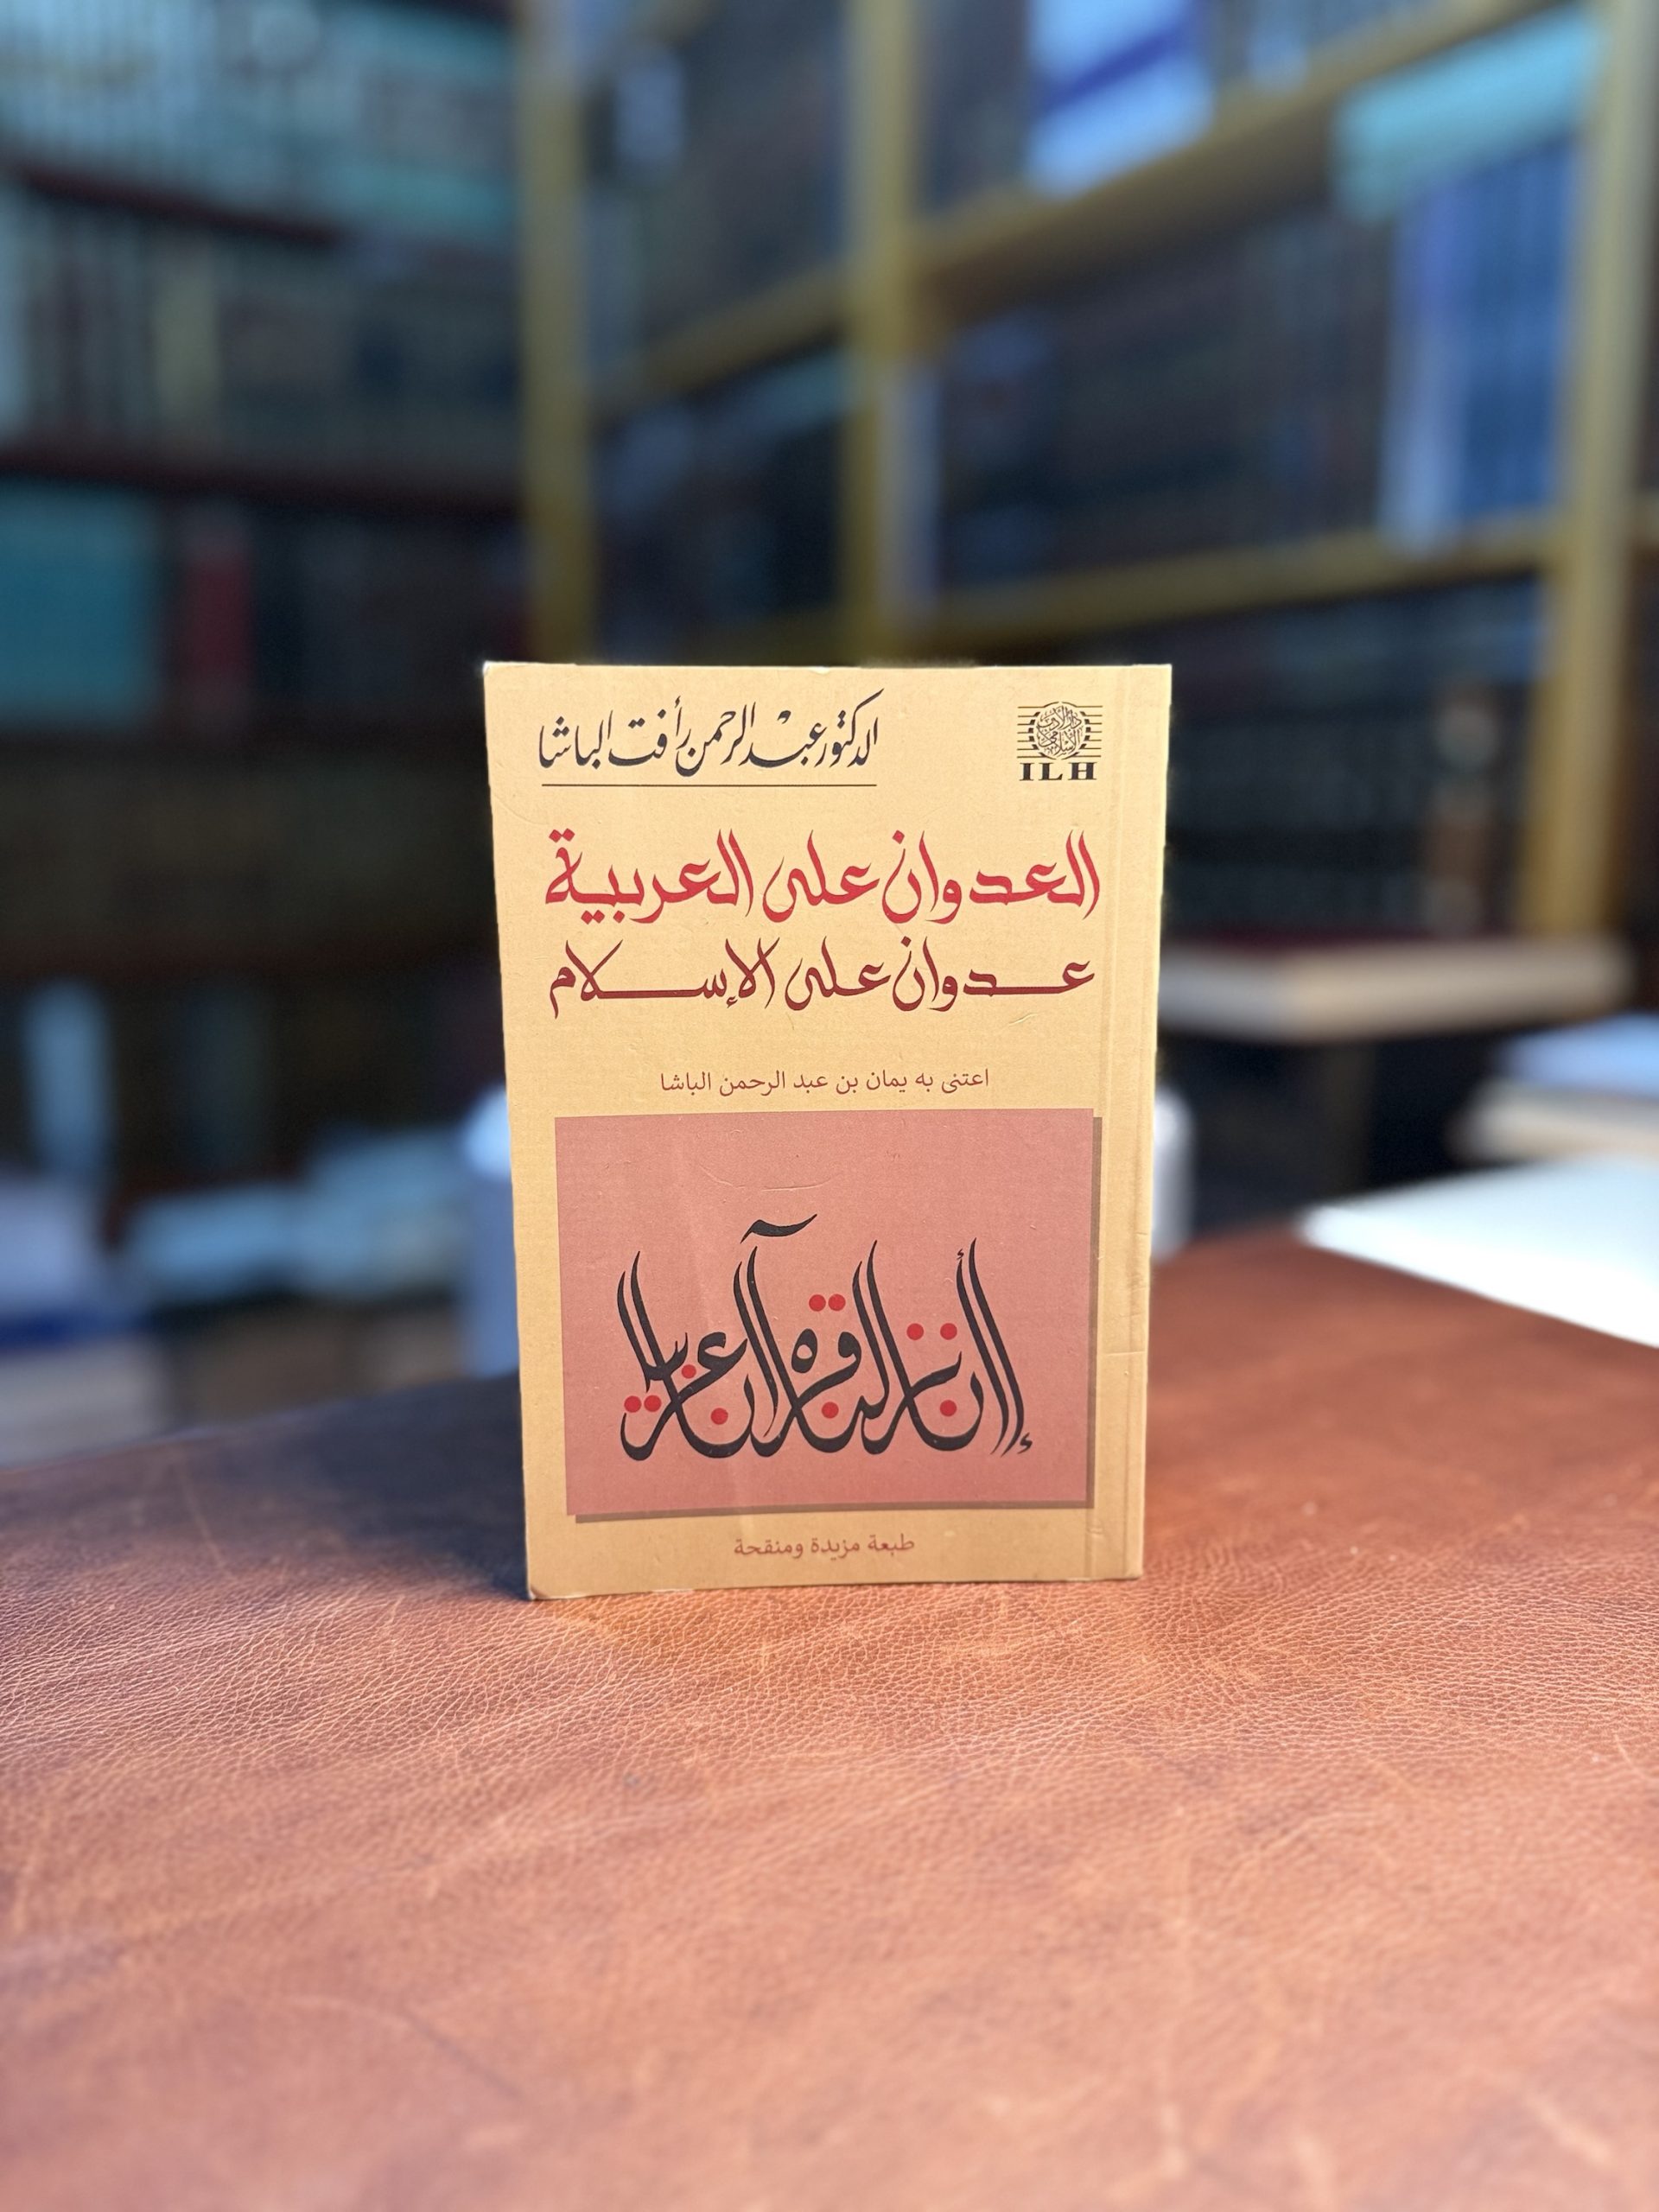 الدكتور عبد الرحمن رأفت الباشا
ILH
العدوان على العربية
عدوان على الإسلام
اعتنى به يمان بن عبد الرحمن الباشا
إنا أنزلناه قرآنا عربيا
طبعة مزيدة ومنقحة